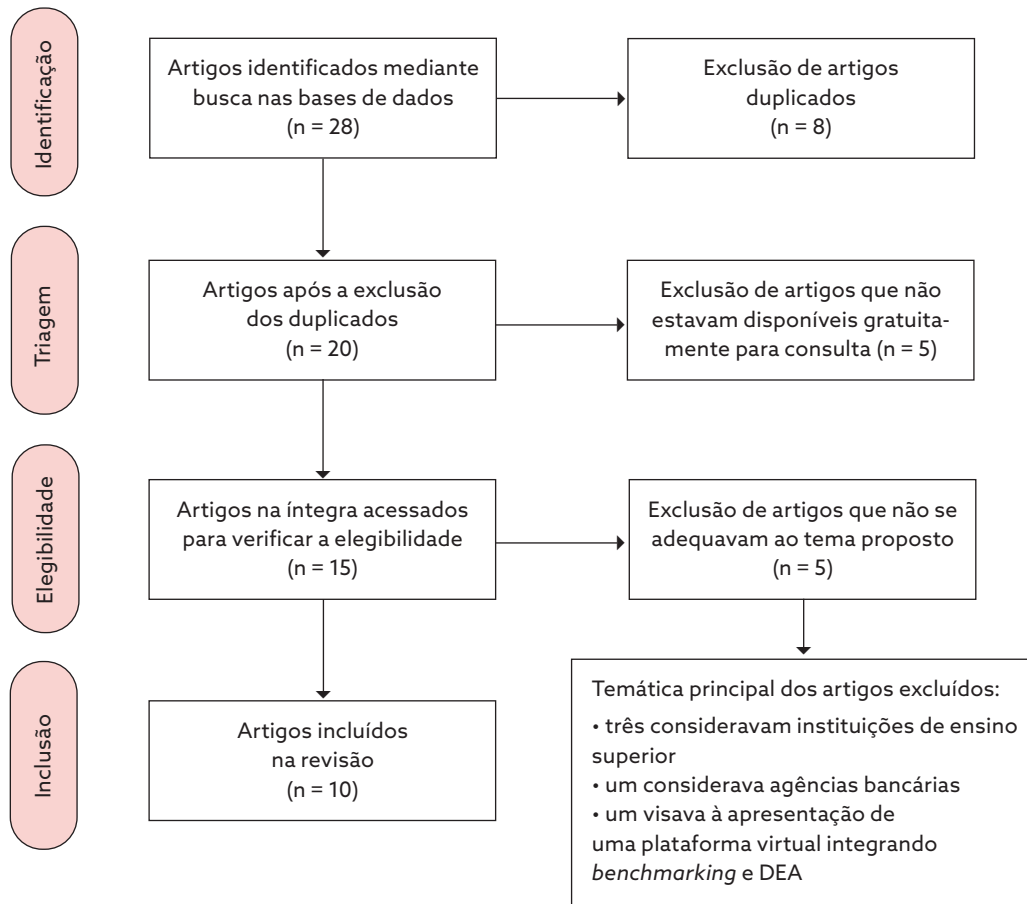 Identificação
Artigos identificados mediante
busca nas bases de dados
(n = 28)
Exclusão de artigos
duplicados
(n = 8)
Triagem
Artigos após a exclusão
dos duplicados
(n = 20)
Exclusão de artigos que não
estavam disponíveis gratuita-
mente para consulta (n = 5)
Elegibilidade
Artigos na íntegra acessados
para verificar a elegibilidade
(n = 15)
Exclusão de artigos que não se
adequavam ao tema proposto
(n = 5)
Inclusão
Artigos incluídos
na revisão
(n = 10)
Temática principal dos artigos excluídos:
• três consideravam instituições de ensino
superior
• um considerava agências bancárias
• um visava à apresentação de
uma plataforma virtual integrando
benchmarking e DEA